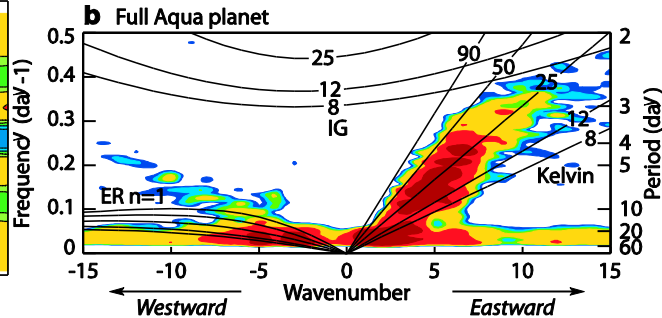 b Full Aqua planet
Frequency (day-1)
0.5
0.4
0.3
0.2
0.1
0
25
12
8
IG
90
50
25
12
8
Kelvin
ER n=1
2
3
4
5
10
20
60
Period (day)
-15 -10 -5 0 5 10 15
Wavenumber
Westward Eastward